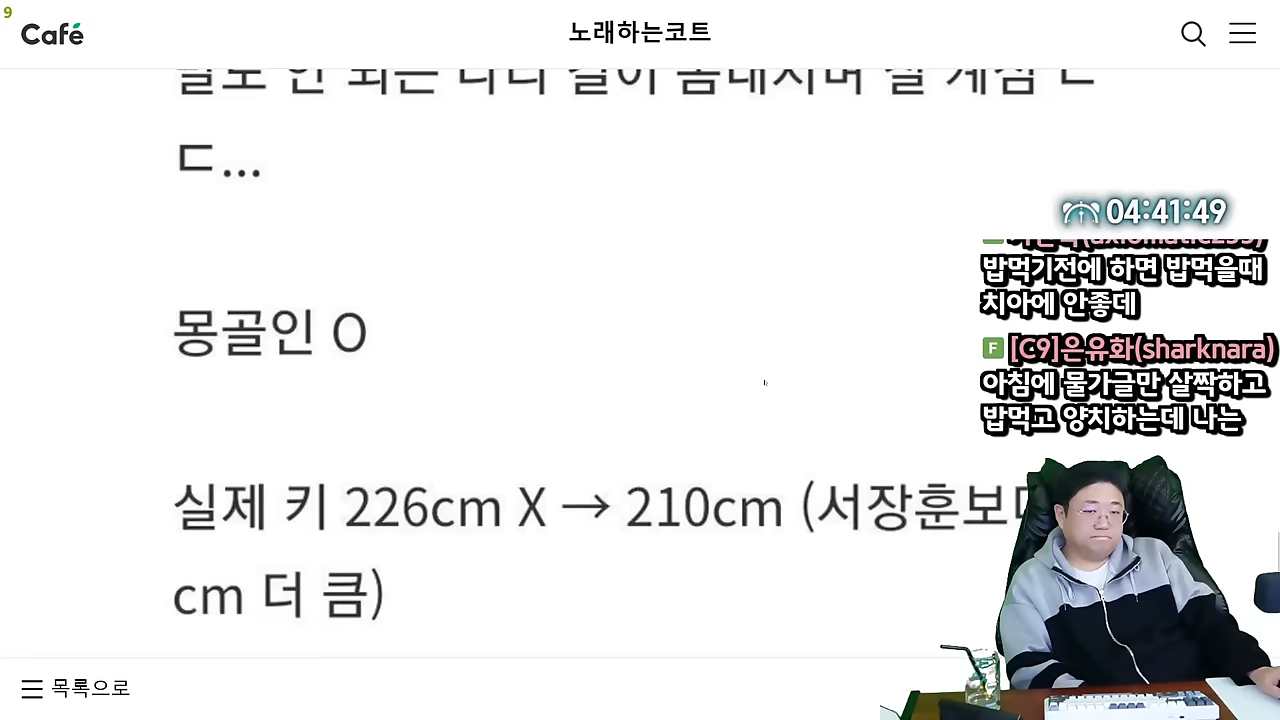 9
Café
노래하는코트
ㄷ...
04:41:49
밥먹기전에 하면 밥먹을때
치아에 안좋데
몽골인 O
F [C9]은유화(sharknara)
아침에 물가글만 살짝하고
밥먹고 양치하는데 나는
실제 키 226cm X → 210cm (서장훈보다
cm 더 큼)
목록으로